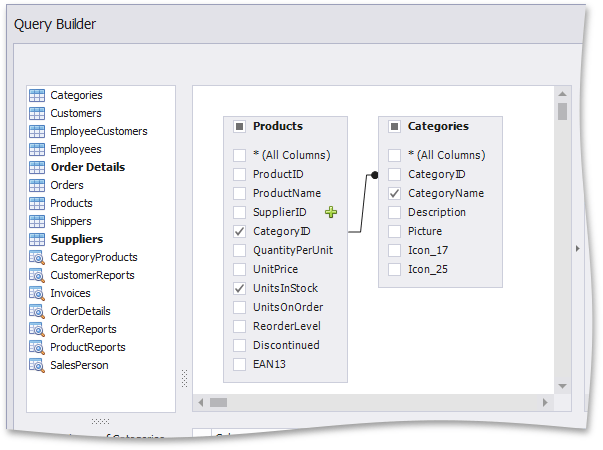 Query Builder
Categories
Customers
EmployeeCustomers
Employees
Order Details
Orders
Products
Shippers
Suppliers
CategoryProducts
CustomerReports
Invoices
OrderDetails
OrderReports
ProductReports
SalesPerson
Products
* (All Columns)
ProductID
ProductName
SupplierID
CategoryID
QuantityPerUnit
UnitPrice
UnitsInStock
UnitsOnOrder
ReorderLevel
Discontinued
EAN13
Categories
* (All Columns)
CategoryID
CategoryName
Description
Picture
Icon_17
Icon_25